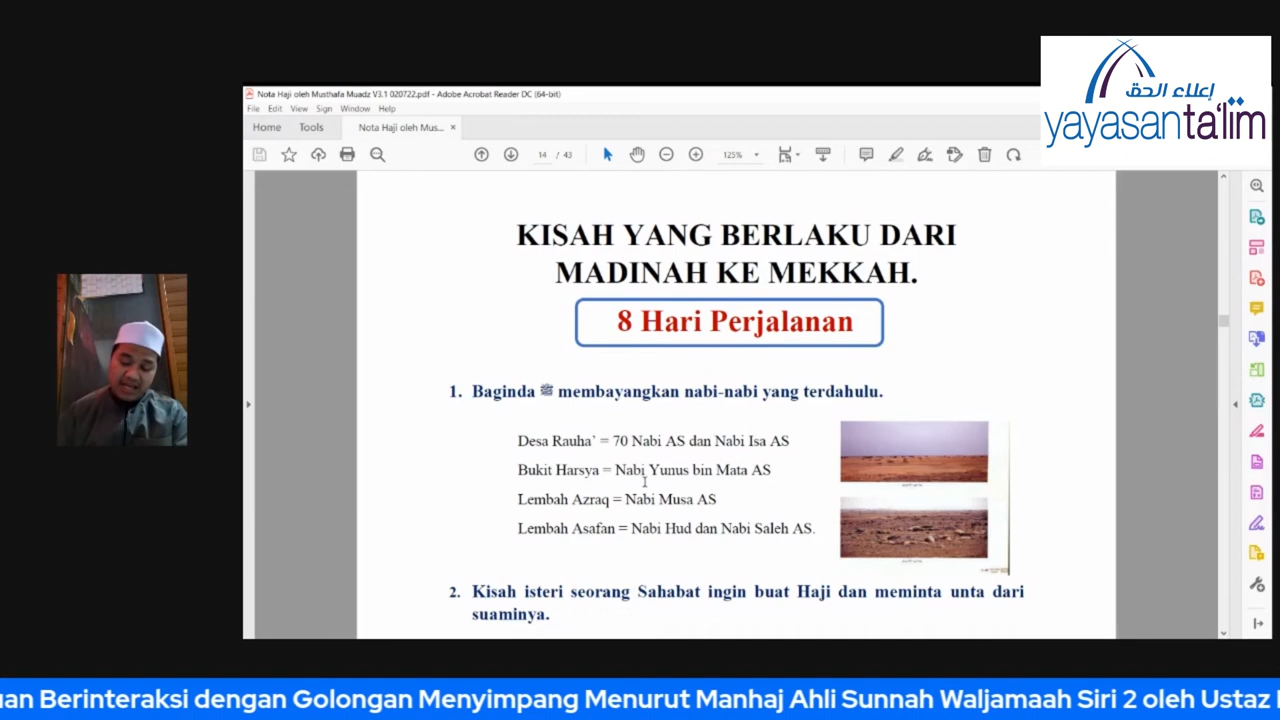 إعلاء الحق
yayasanta'lim
Nota Haji oleh Musthafa Muadz V3.1 020722.pdf - Adobe Acrobat Reader DC (64-bit)
File Edit View Sign Window Help
Home Tools Nota Haji oleh Mus... ×
14 / 43 125%
KISAH YANG BERLAKU DARI
MADINAH KE MEKKAH.
8 Hari Perjalanan
1. Baginda ﷺ membayangkan nabi-nabi yang terdahulu.
Desa Rauha' = 70 Nabi AS dan Nabi Isa AS
Bukit Harsya = Nabi Yunus bin Mata AS
Lembah Azraq = Nabi Musa AS
Lembah Asafan = Nabi Hud dan Nabi Saleh AS.
2. Kisah isteri seorang Sahabat ingin buat Haji dan meminta unta dari
suaminya.
Berinteraksi dengan Golongan Menyimpang Menurut Manhaj Ahli Sunnah Waljamaah Siri 2 oleh Ustaz